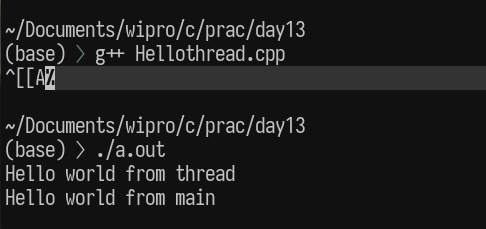 ~/Documents/wipro/c/prac/day13
(base) > g++ Hellothread.cpp
^[[A%
~/Documents/wipro/c/prac/day13
(base) > ./a.out
Hello world from thread
Hello world from main